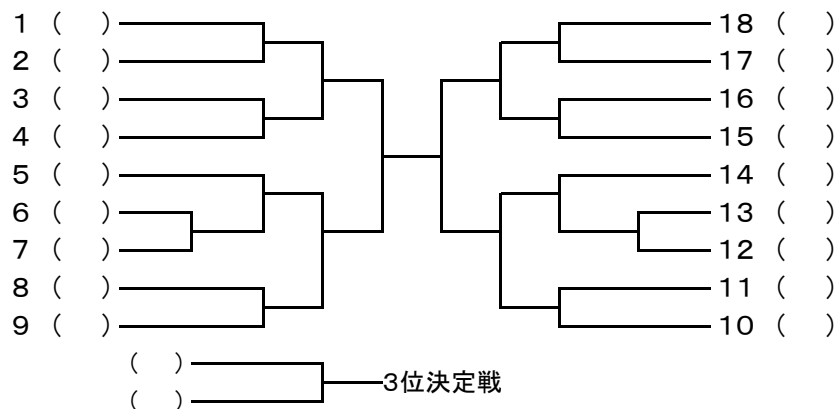 1 (　) 18 (　)
2 (　) 17 (　)
3 (　) 16 (　)
4 (　) 15 (　)
5 (　) 14 (　)
6 (　) 13 (　)
7 (　) 12 (　)
8 (　) 11 (　)
9 (　) 10 (　)
(　)
3位決定戦
(　)